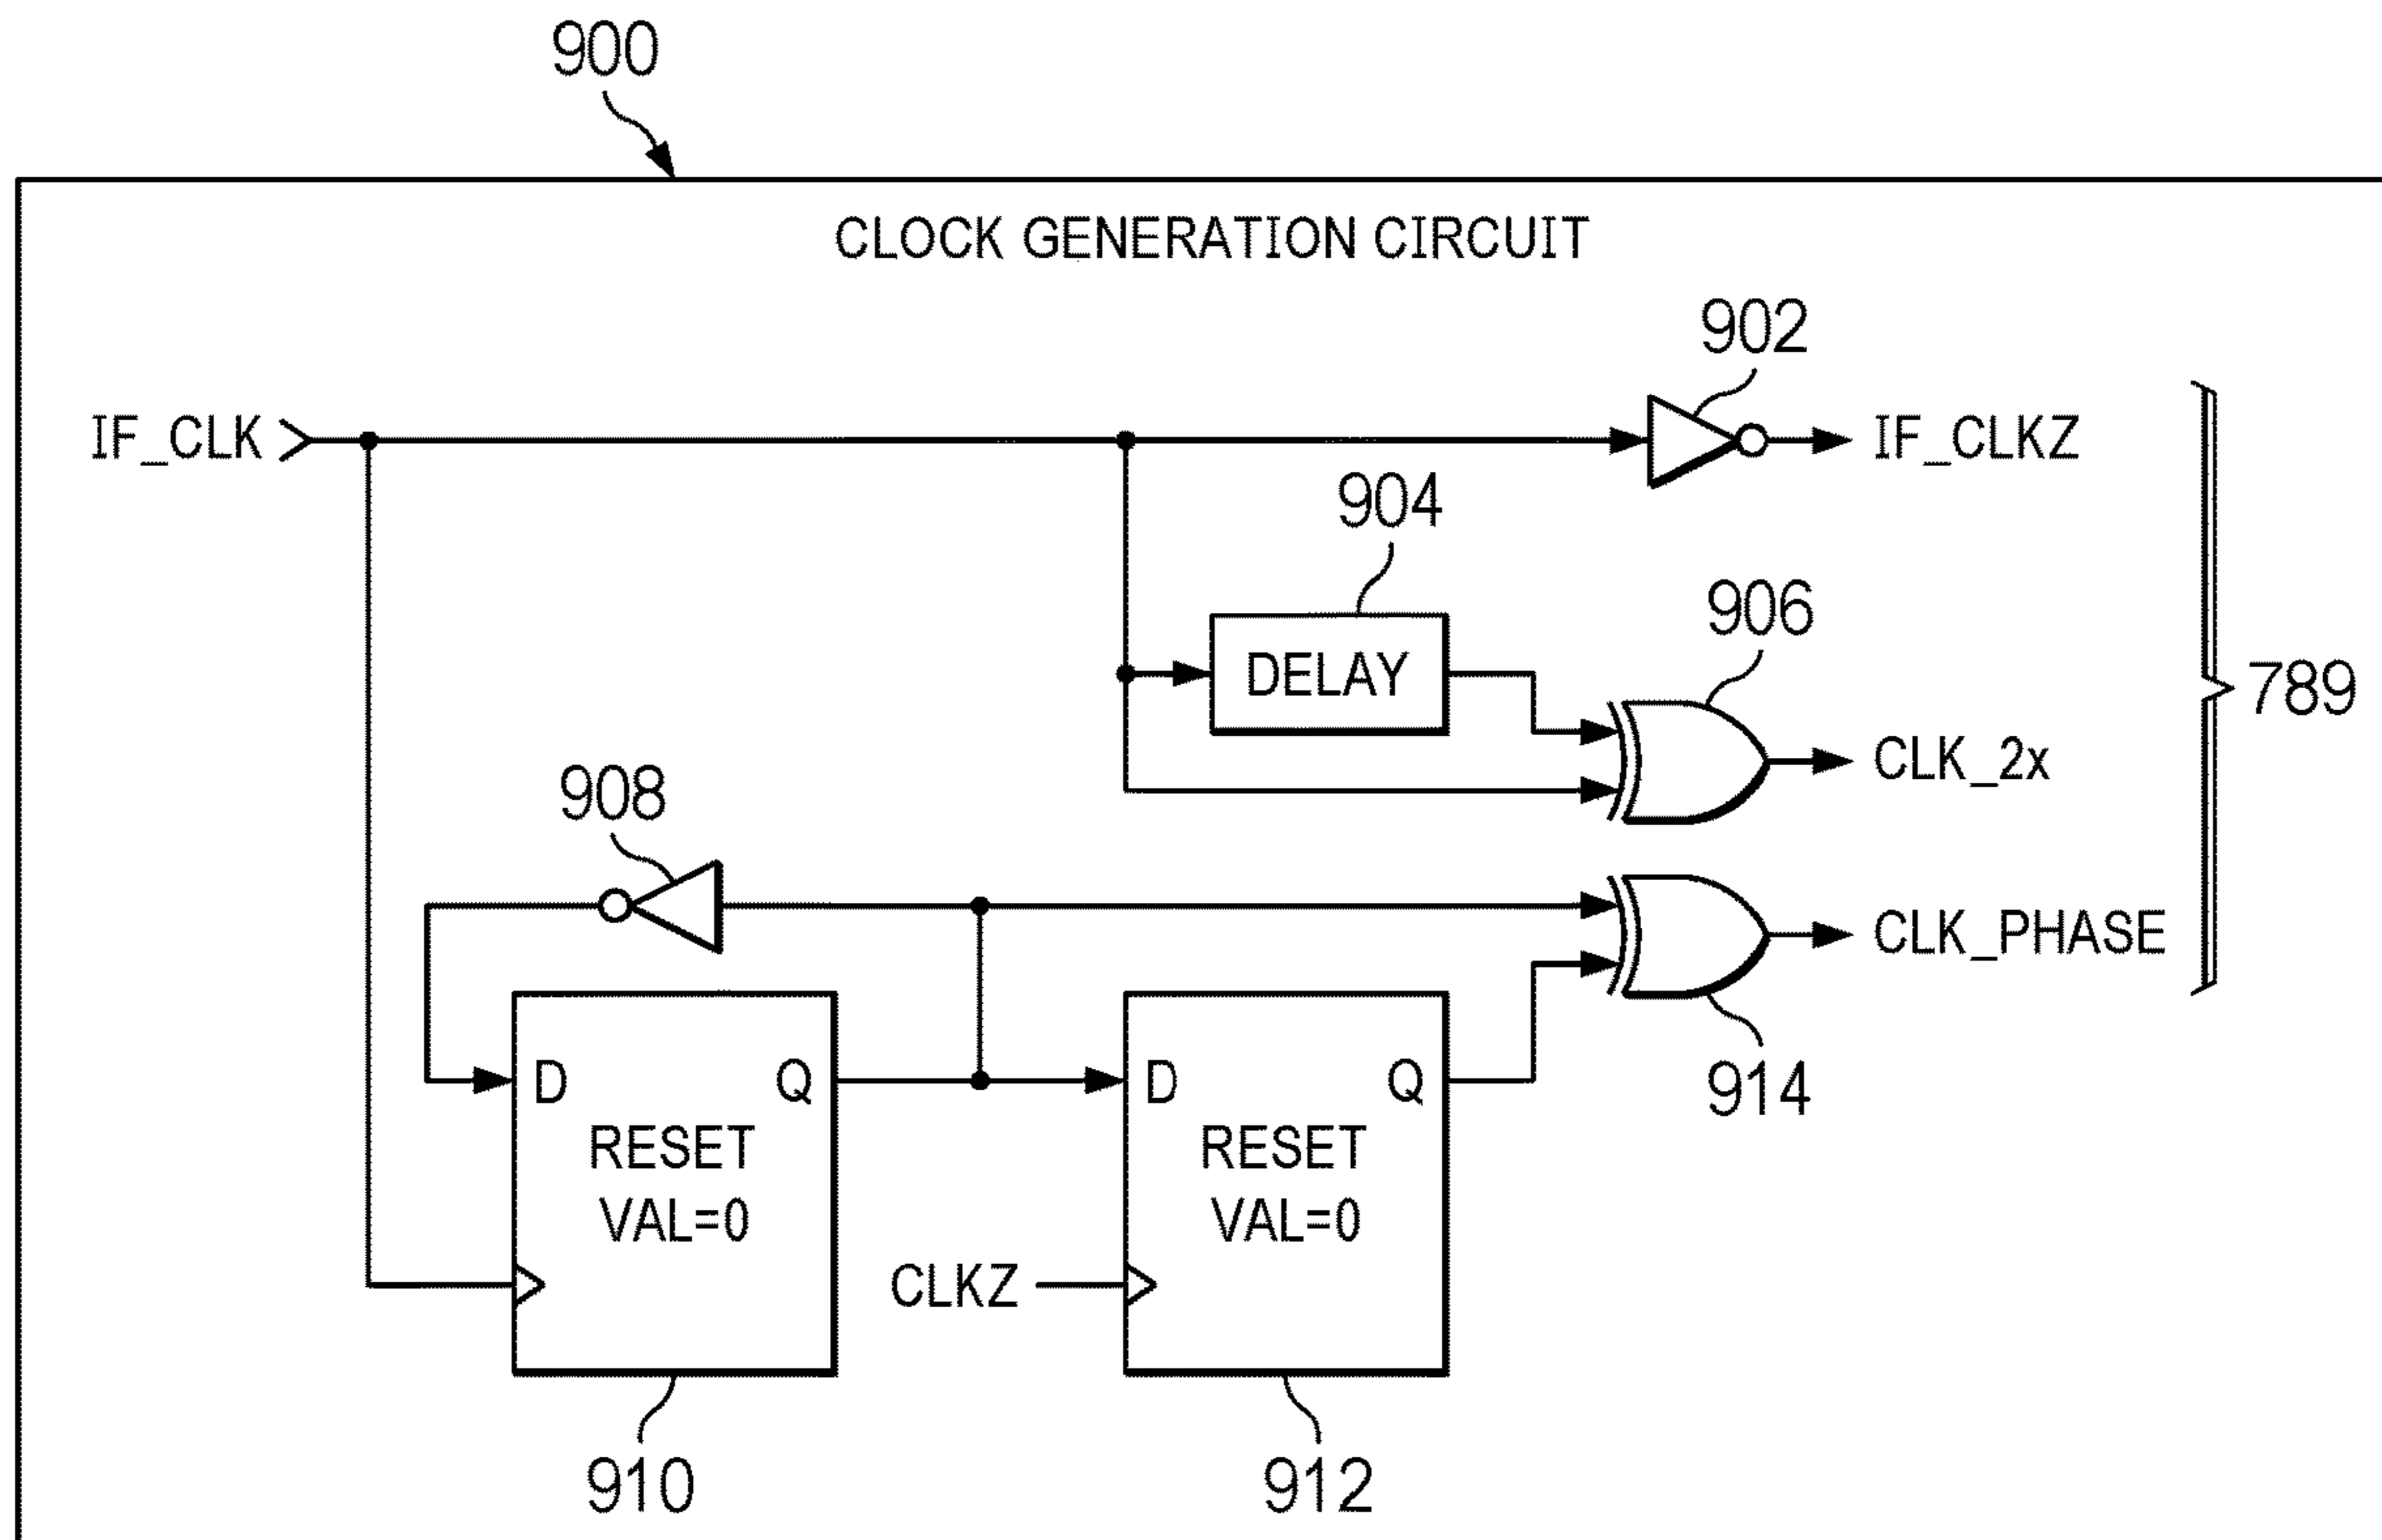 900
CLOCK GENERATION CIRCUIT
902
IF_CLK
IF_CLKZ
904
906
DELAY
789
CLK_2x
908
CLK_PHASE
D
Q
D
Q
914
RESET
VAL=0
RESET
VAL=0
CLKZ
910
912